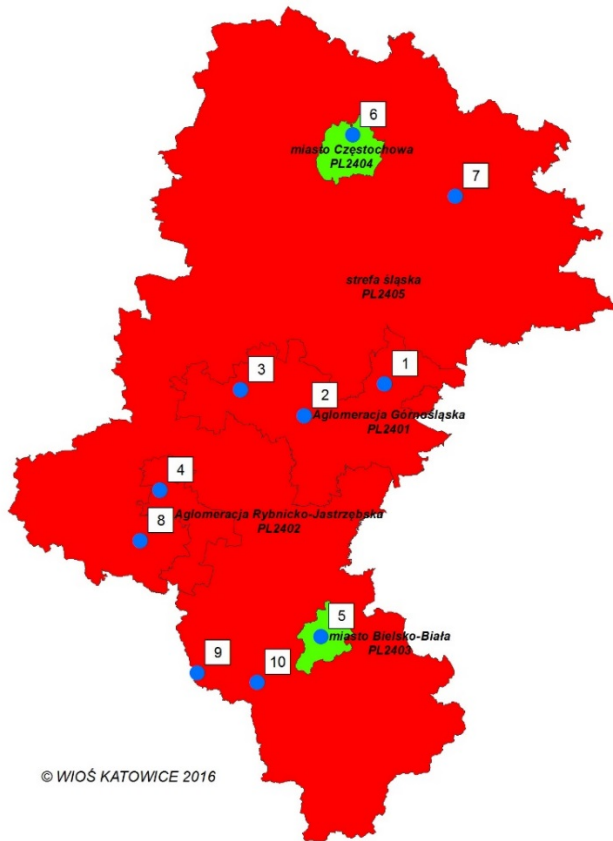 6
miasto Częstochowa
PL2404
7
strefa śląska
PL2405
1
3
2
Aglomeracja Górnośląska
PL2401
4
8
Aglomeracja Rybnicko-Jastrzębska
PL2402
5
miasto Bielsko-Biała
PL2403
9
10
© WIOŚ KATOWICE 2016